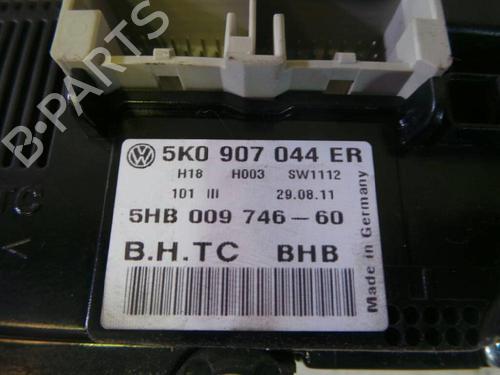 B-PARTS
5K0 907 044 ER
H18 H003 SW1112
101 III 29.08.11
5HB 009 746-60
B.H.TC BHB
Made in Germany